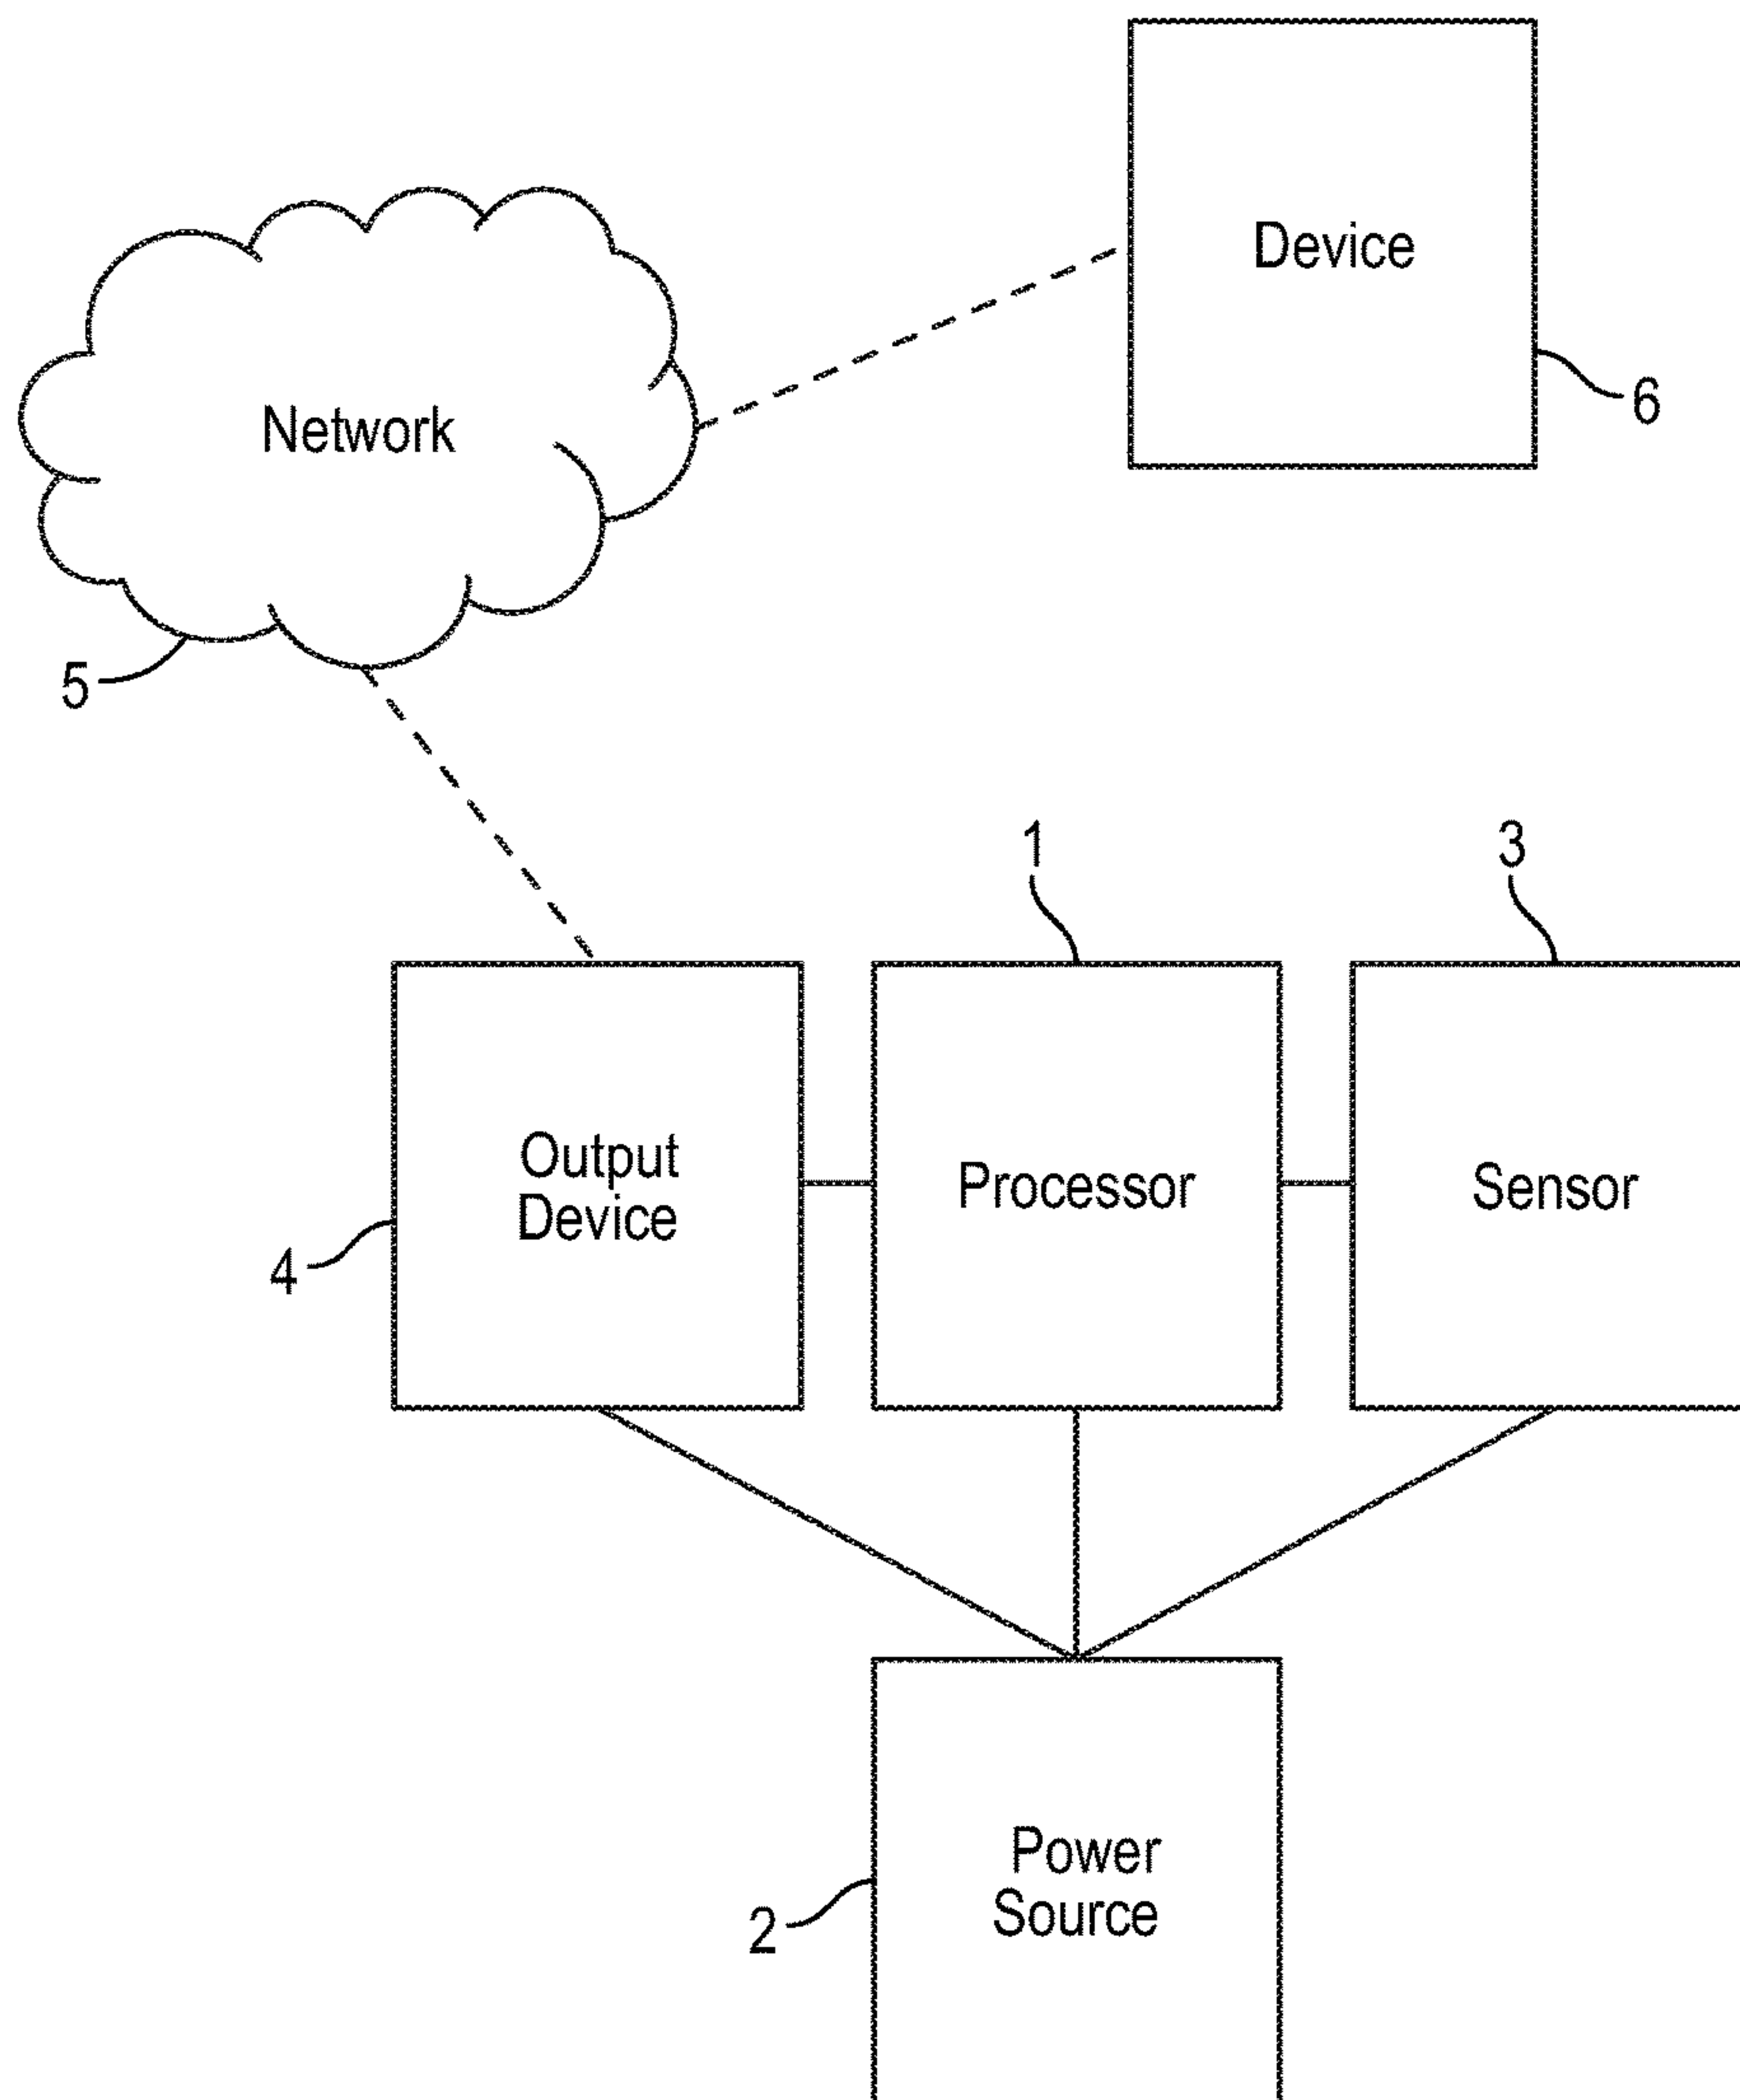 Device
6
Network
5
1
3
Output
Device
4
Processor
Sensor
Power
Source
2